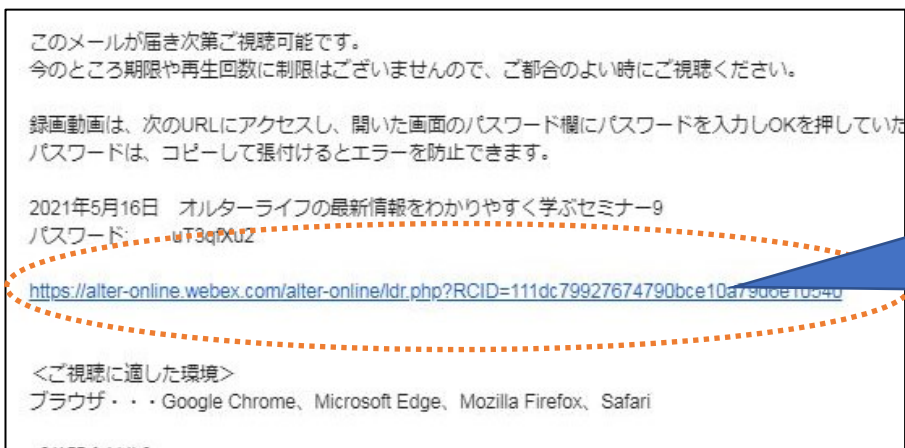 このメールが届き次第ご視聴可能です。
今のところ期限や再生回数に制限はございませんので、ご都合のよい時にご視聴ください。
録画動画は、次のURLにアクセスし、開いた画面のパスワード欄にパスワードを入力しOKを押していた
パスワードは、コピーして張付けるとエラーを防止できます。
2021年5月16日　オルターライフの最新情報をわかりやすく学ぶセミナー9
パスワード:
https://alter-online.webex.com/alter-online/ldr.php?RCID=111dc79927674790bce10a79d6e10540
＜ご視聴に適した環境＞
ブラウザ・・・Google Chrome、Microsoft Edge、Mozilla Firefox、Safari